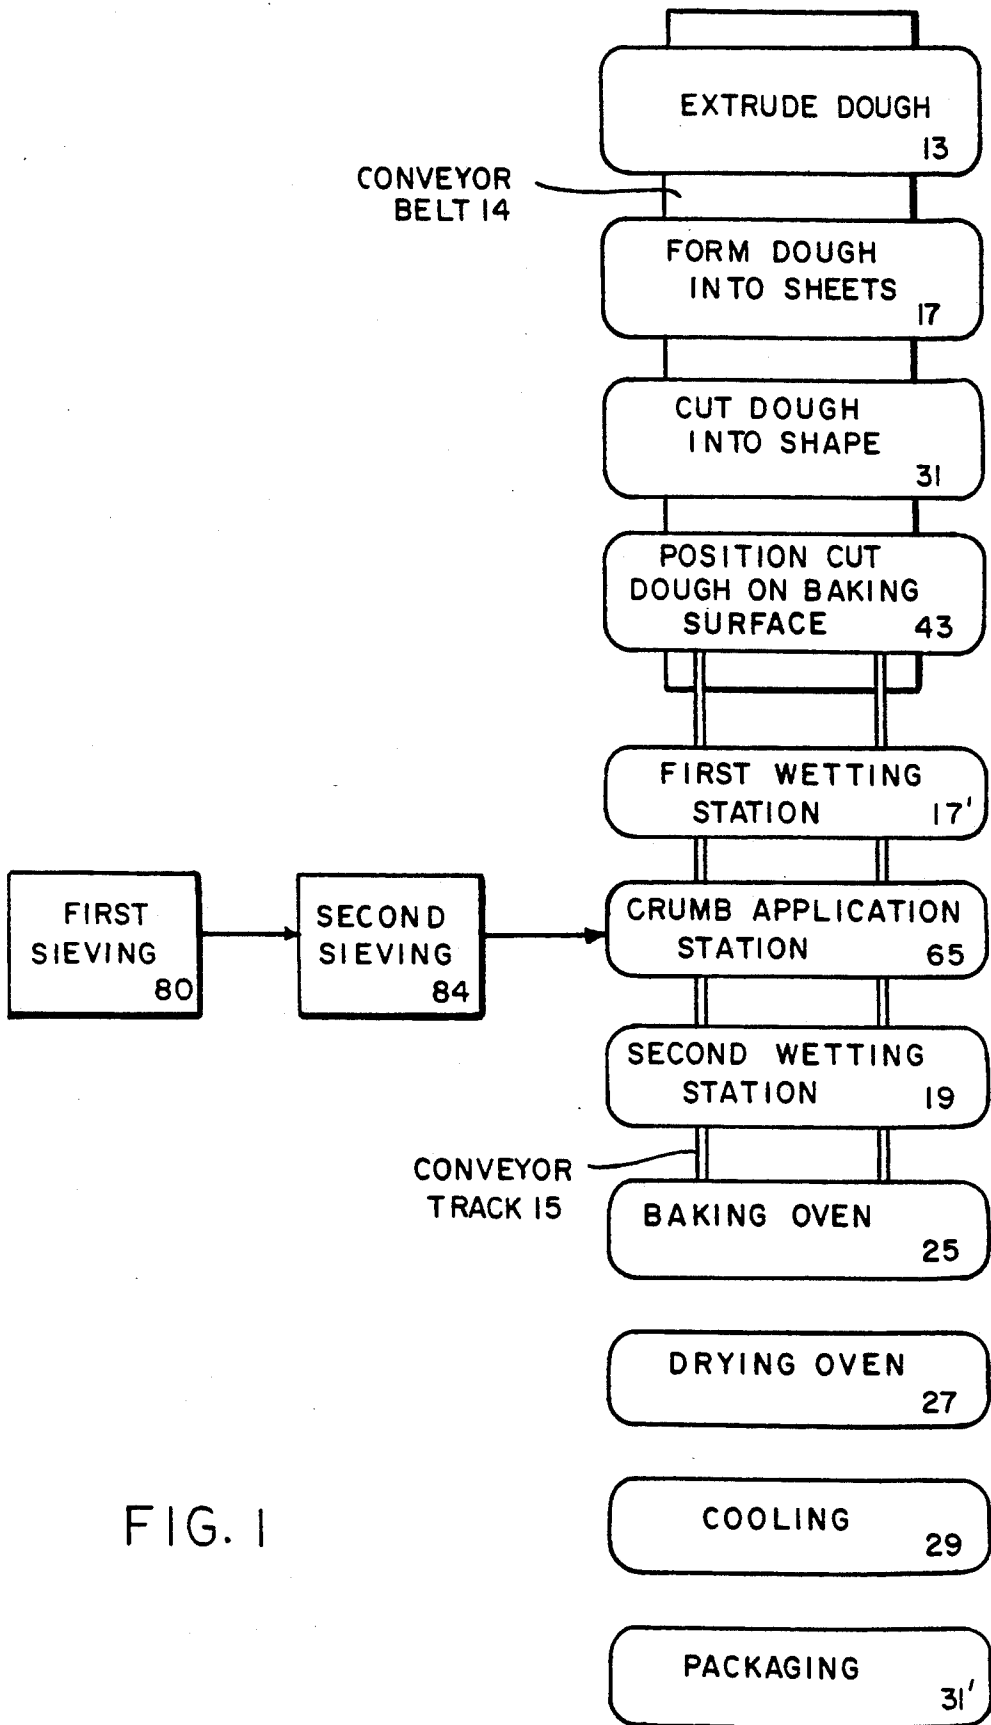 EXTRUDE DOUGH
13
CONVEYOR
BELT 14
FORM DOUGH
INTO SHEETS
17
CUT DOUGH
INTO SHAPE
31
POSITION CUT
DOUGH ON BAKING
SURFACE 43
FIRST WETTING
STATION 17'
FIRST
SIEVING
80
SECOND
SIEVING
84
CRUMB APPLICATION
STATION 65
SECOND WETTING
STATION 19
CONVEYOR
TRACK 15
BAKING OVEN
25
DRYING OVEN
27
COOLING
29
PACKAGING
31'
FIG. 1